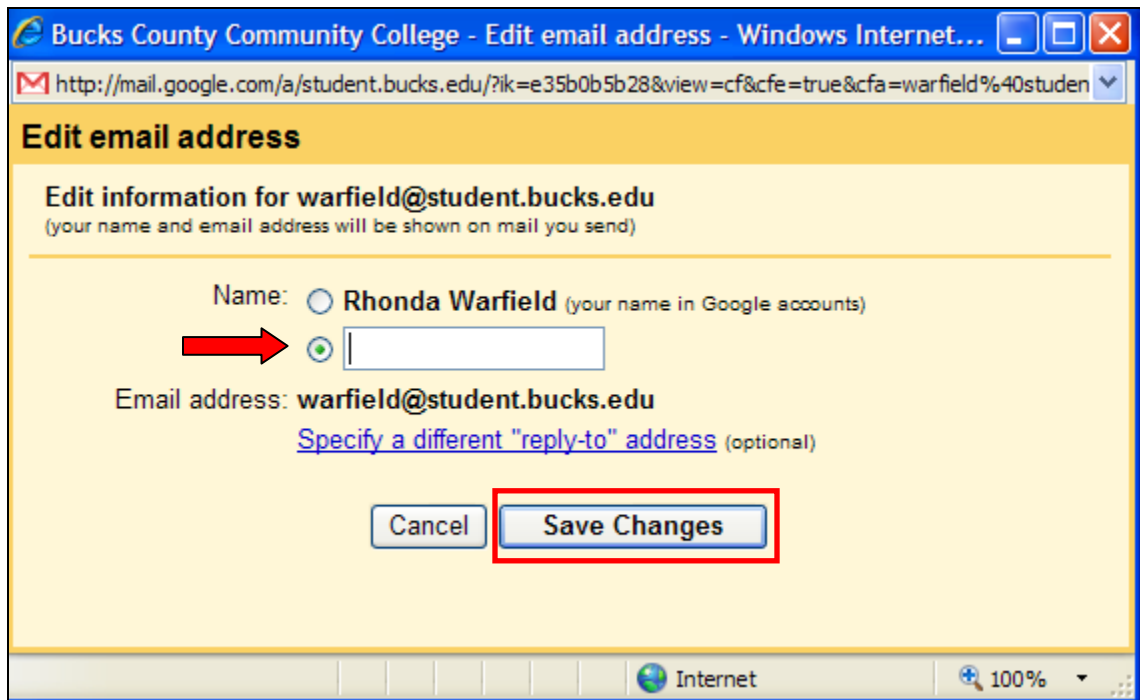 Bucks County Community College - Edit email address - Windows Internet...
http://mail.google.com/a/student.bucks.edu/?ik=e35b0b5b28&view=cf&cfe=true&cfa=warfield%40studen
Edit email address
Edit information for warfield@student.bucks.edu
(your name and email address will be shown on mail you send)
Name: Rhonda Warfield (your name in Google accounts)
Email address: warfield@student.bucks.edu
Specify a different "reply-to" address (optional)
Cancel Save Changes
Internet 100%